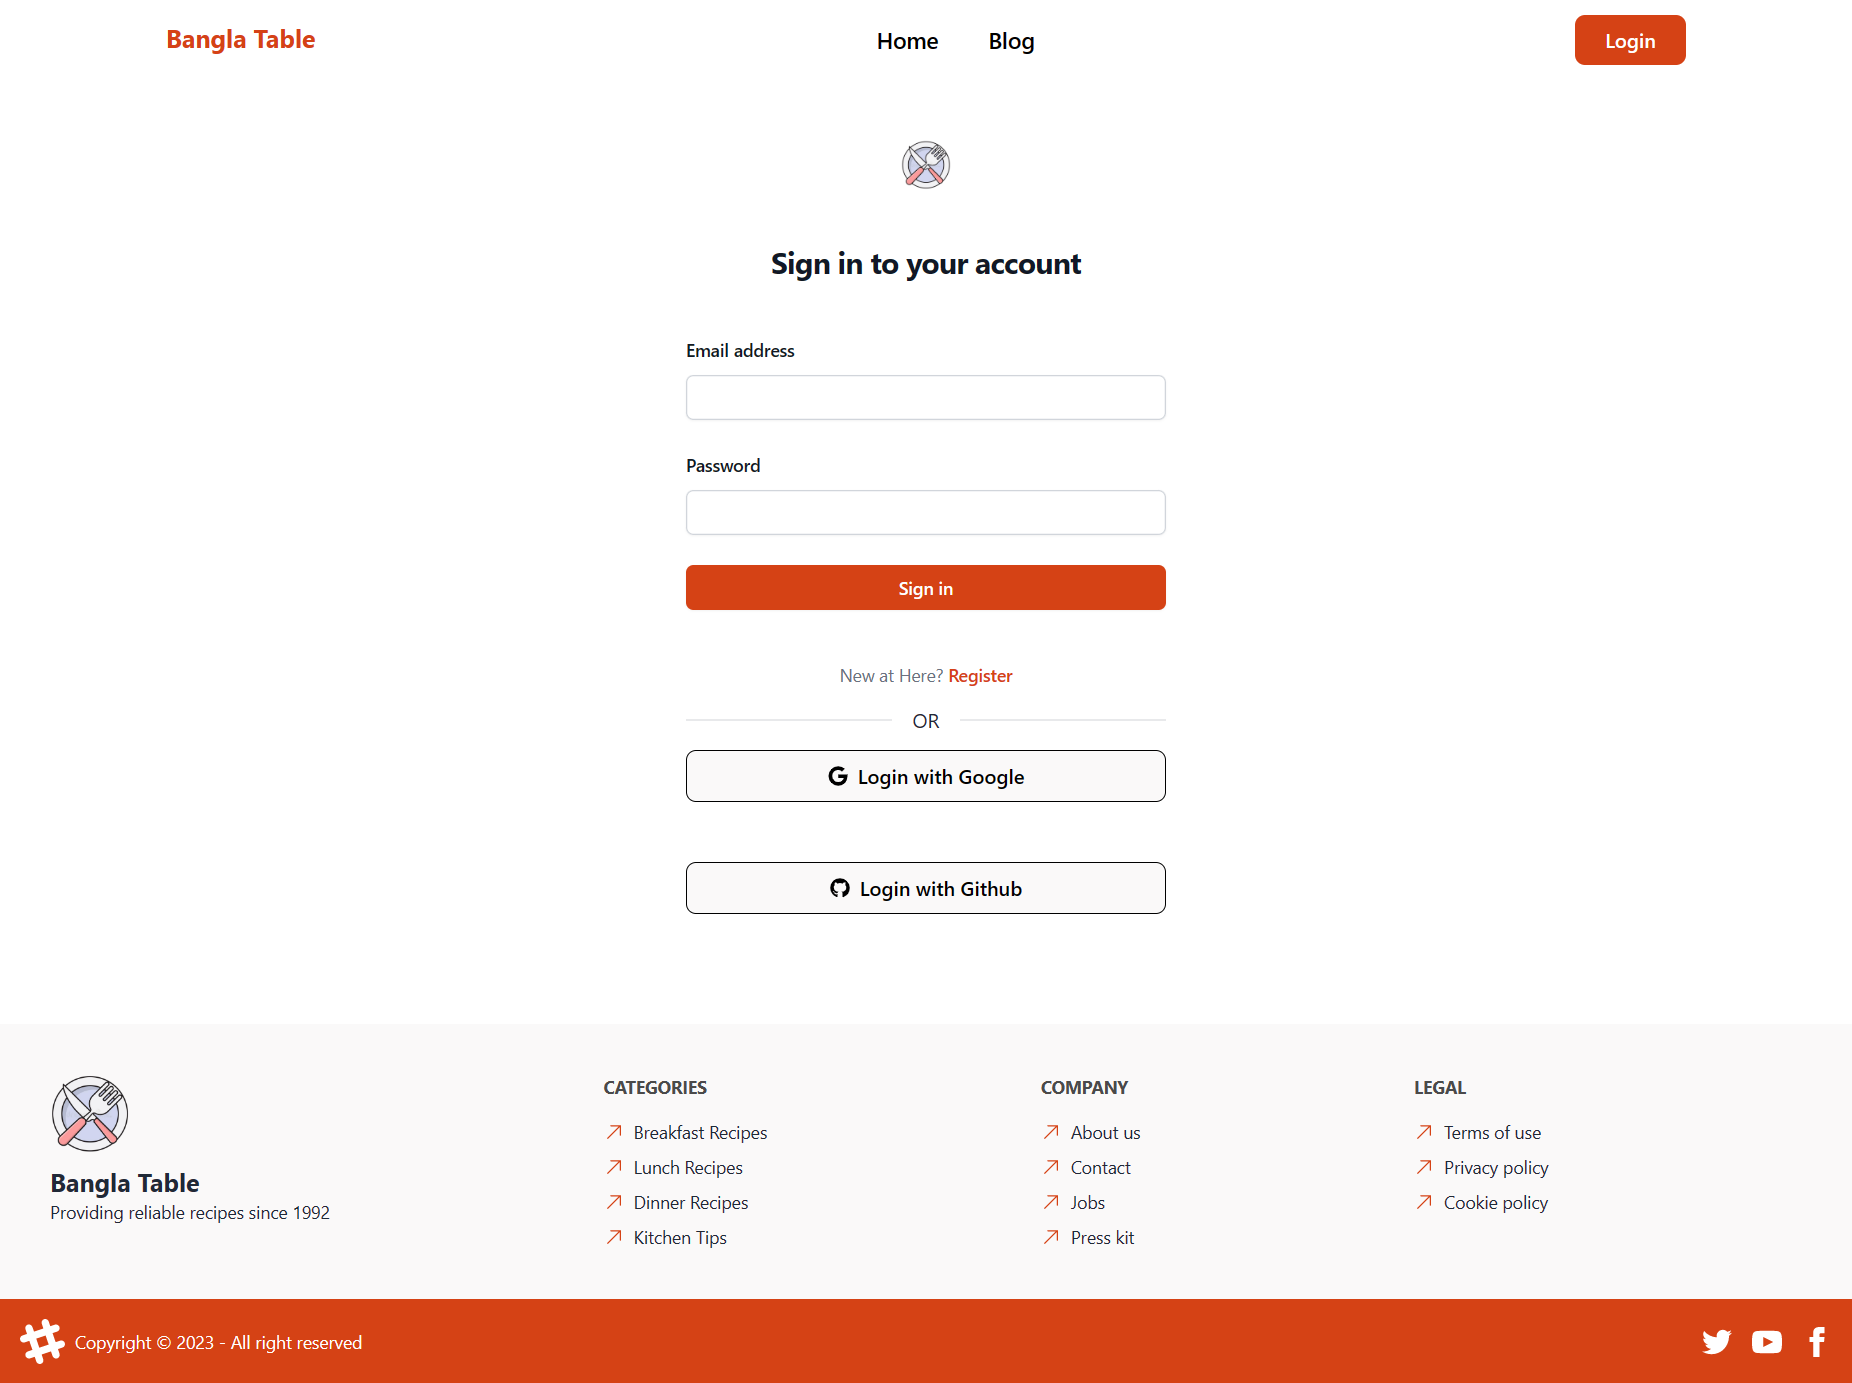 Bangla Table
Home
Blog
Login
Sign in to your account
Email address
Password
Sign in
New at Here? Register
OR
Login with Google
Login with Github
Bangla Table
Providing reliable recipes since 1992
CATEGORIES
Breakfast Recipes
Lunch Recipes
Dinner Recipes
Kitchen Tips
COMPANY
About us
Contact
Jobs
Press kit
LEGAL
Terms of use
Privacy policy
Cookie policy
Copyright © 2023 - All right reserved